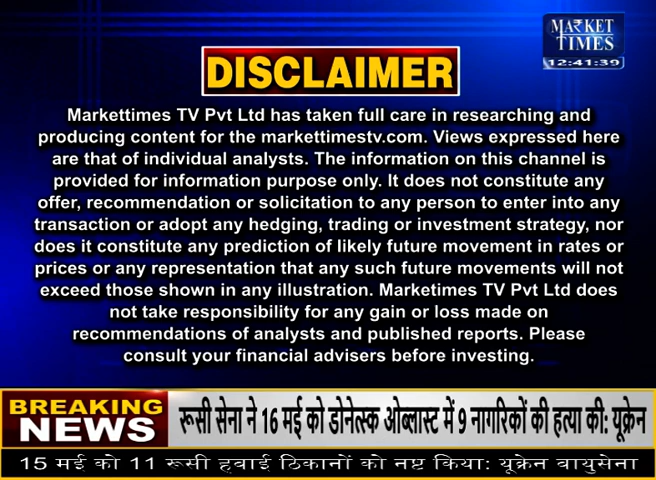 MARKET
TIMES
12:41:39
DISCLAIMER
Markettimes TV Pvt Ltd has taken full care in researching and
producing content for the markettimestv.com. Views expressed here
are that of individual analysts. The information on this channel is
provided for information purpose only. It does not constitute any
offer, recommendation or solicitation to any person to enter into any
transaction or adopt any hedging, trading or investment strategy, nor
does it constitute any prediction of likely future movement in rates or
prices or any representation that any such future movements will not
exceed those shown in any illustration. Marketimes TV Pvt Ltd does
not take responsibility for any gain or loss made on
recommendations of analysts and published reports. Please
consult your financial advisers before investing.
BREAKING
NEWS
रूसी सेना ने 16 मई को डोनेत्स्क ओब्लास्ट में 9 नागरिकों की हत्या की: यूक्रेन
15 मई को 11 रूसी हवाई ठिकानों को नष्ट किया: यूक्रेन वायुसेना